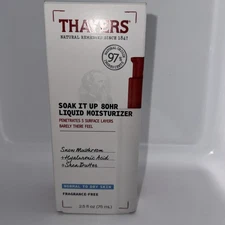 THAYERS
NATURAL REMEDIES SINCE 1847
97
SOAK IT UP 80HR
LIQUID MOISTURIZER
PENETRATES 5 SURFACE LAYERS
BARELY THERE FEEL
Snow Mushroom
+Hyaluronic Acid
+Shea Butter
NORMAL TO DRY SKIN
FRAGRANCE FREE